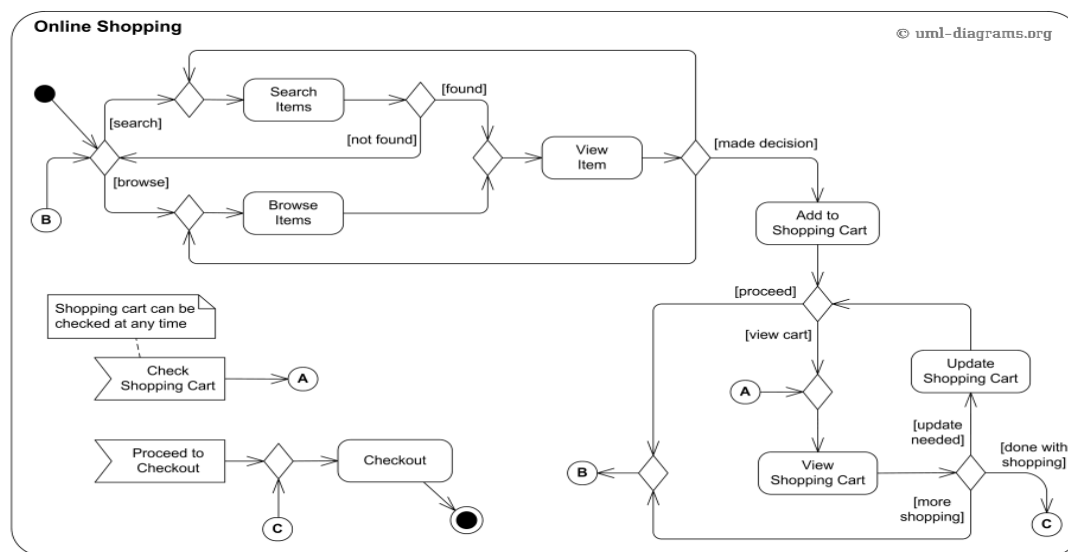 Online Shopping
© uml-diagrams.org
Search
Items
[found]
[search]
[not found]
[made decision]
View
Item
[browse]
B
Browse
Items
Add to
Shopping Cart
[proceed]
Shopping cart can be
checked at any time
[view cart]
Check
Shopping Cart
A
A
Update
Shopping Cart
[update
needed]
[done with
shopping]
Proceed to
Checkout
Checkout
B
View
Shopping Cart
[more
shopping]
C
C